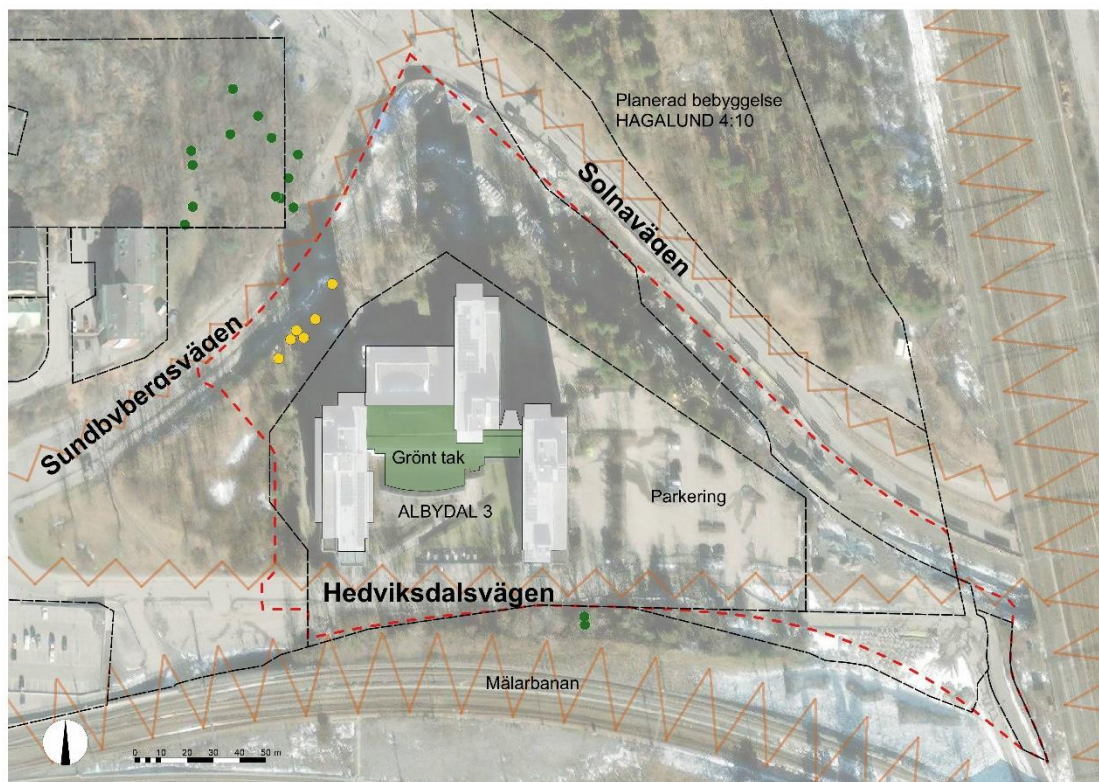 Planerad bebyggelse
HAGALUND 4:10
Solnavägen
Sundbybergsvägen
Grönt tak
ALBYDAL 3
Parkering
Hedviksdalsvägen
Mälarbanan
0 10 20 30 40 50 m